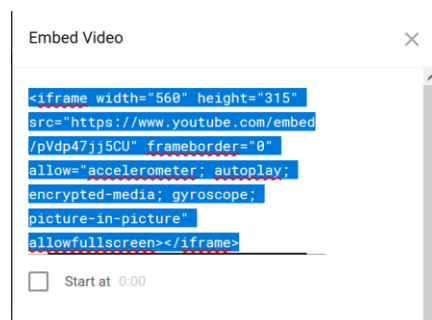 Embed Video
<iframe width="560" height="315"
src="https://www.youtube.com/embed
/pVdp47jj5CU" frameborder="0"
allow="accelerometer; autoplay;
encrypted-media; gyroscope;
picture-in-picture"
allowfullscreen></iframe>
Start at 0:00